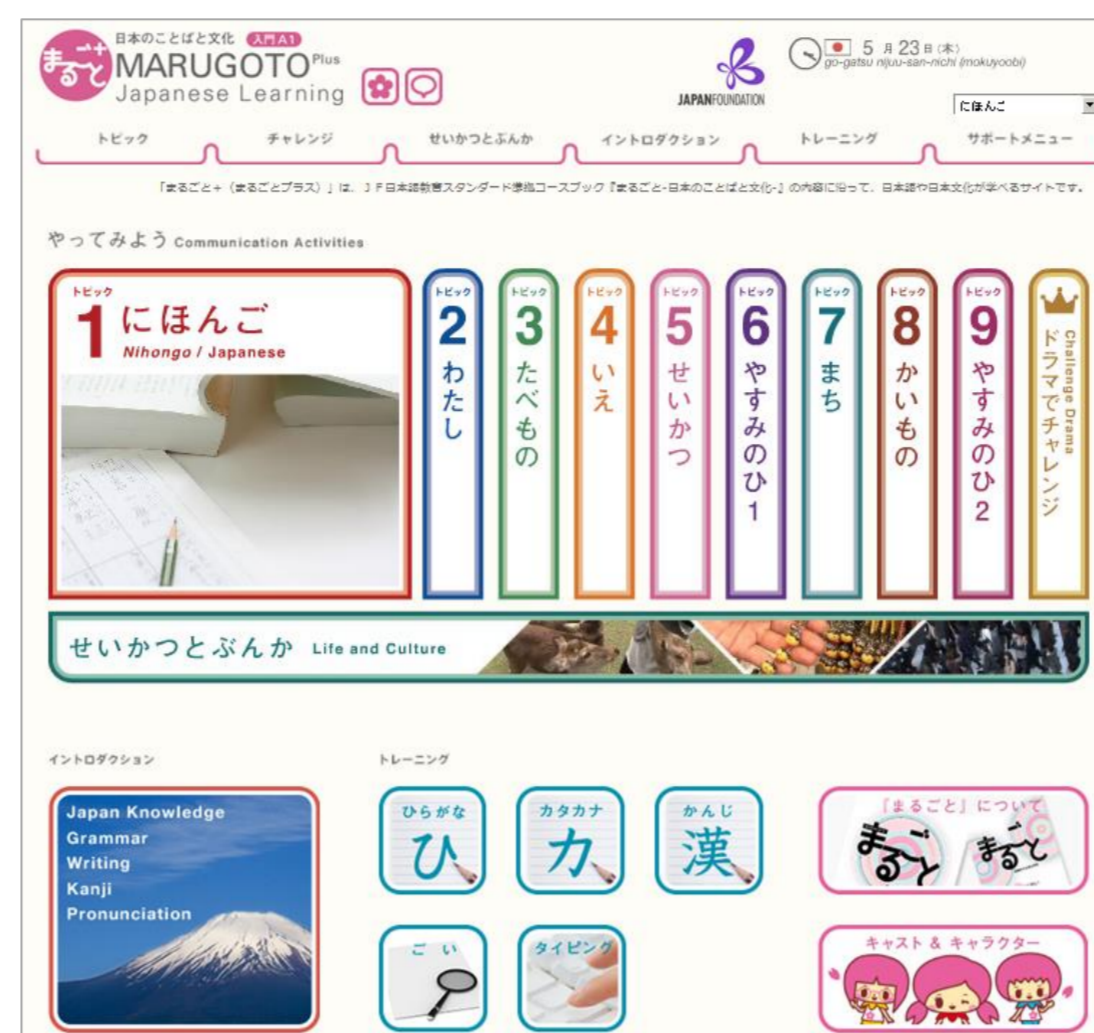 日本のことばと文化 入門A1
まるごと+
MARUGOTO Plus
Japanese Learning
JAPANFOUNDATION
5 月 23 日 (木)
go-gatsu nijuu-san-nichi (mokuyoobi)
にほんご
トピック チャレンジ せいかつとぶんか イントロダクション トレーニング サポートメニュー
「まるごと+（まるごとプラス）」は、JF日本語教育スタンダード準拠コースブック『まるごと-日本のことばと文化-』の内容に沿って、日本語や日本文化が学べるサイトです。
やってみよう Communication Activities
トピック
1 にほんご
Nihongo / Japanese
トピック
2
わたし
トピック
3
たべもの
トピック
4
いえ
トピック
5
せいかつ
トピック
6
やすみのひ1
トピック
7
まち
トピック
8
かいもの
トピック
9
やすみのひ2
Challenge Drama
ドラマでチャレンジ
せいかつとぶんか Life and Culture
イントロダクション
Japan Knowledge
Grammar
Writing
Kanji
Pronunciation
トレーニング
ひらがな
ひ
カタカナ
カ
かんじ
漢
ごい
タイピング
『まるごと』について
まるごと まるごと
キャスト & キャラクター